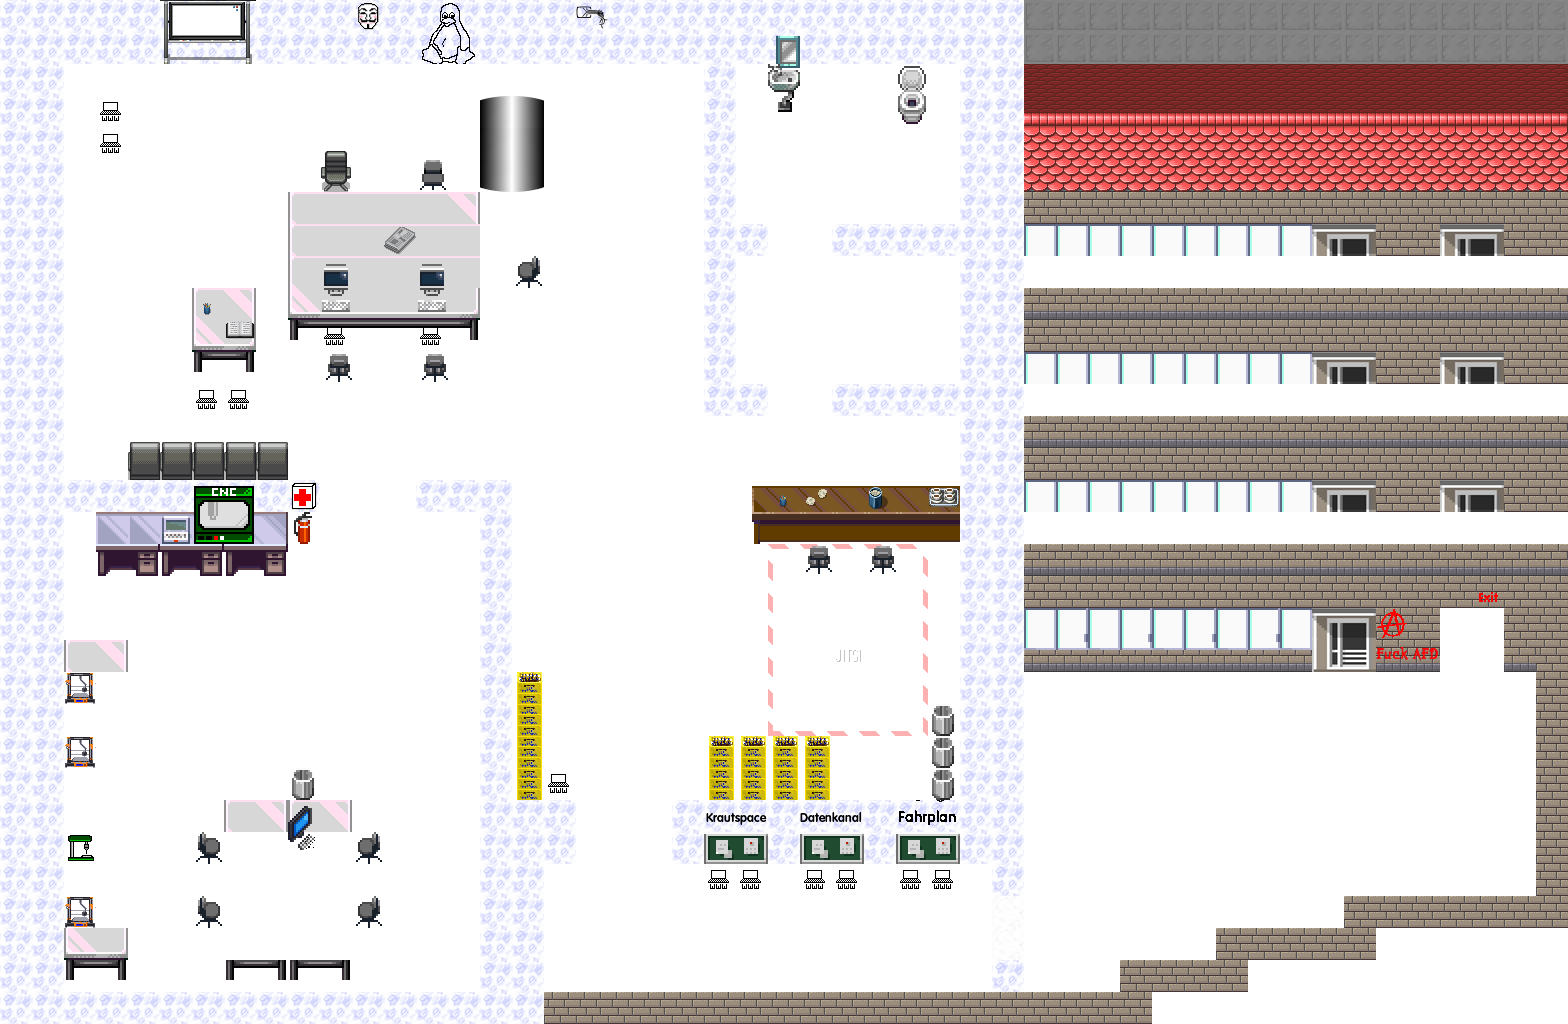 CNC
JITSI
Exit
Fuck AFD
Krautspace
Datenkanal
Fahrplan